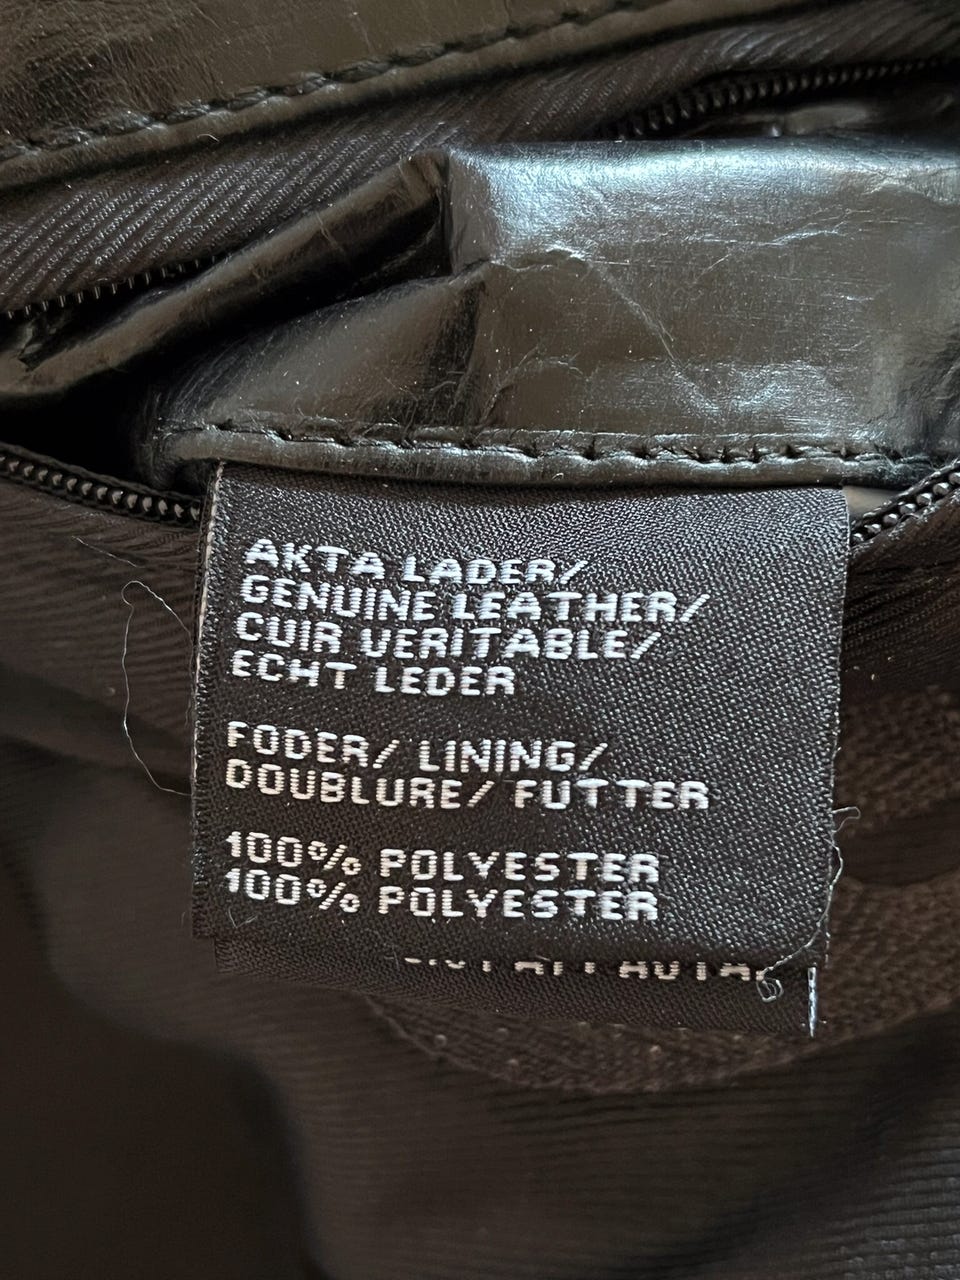 AKTA LADER/
GENUINE LEATHER/
CUIR VERITABLE/
ECHT LEDER
FODER/ LINING/
DOUBLURE/ FUTTER
100% POLYESTER
100% POLYESTER